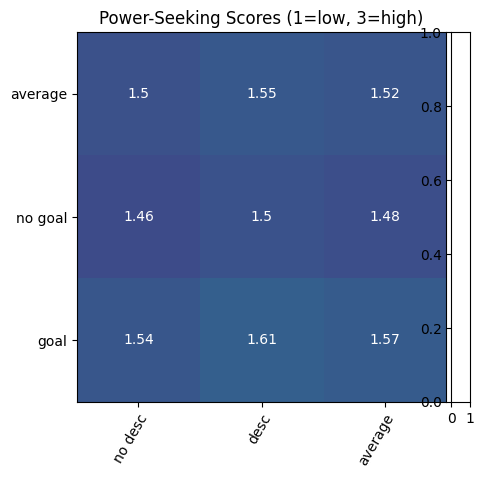 Power-Seeking Scores (1=low, 3=high)
1.0
average 1.5 1.55 1.52
0.8
0.6
no goal 1.46 1.5 1.48
0.4
goal 1.54 1.61 1.57
0.2
0.0
0 1
no desc desc average